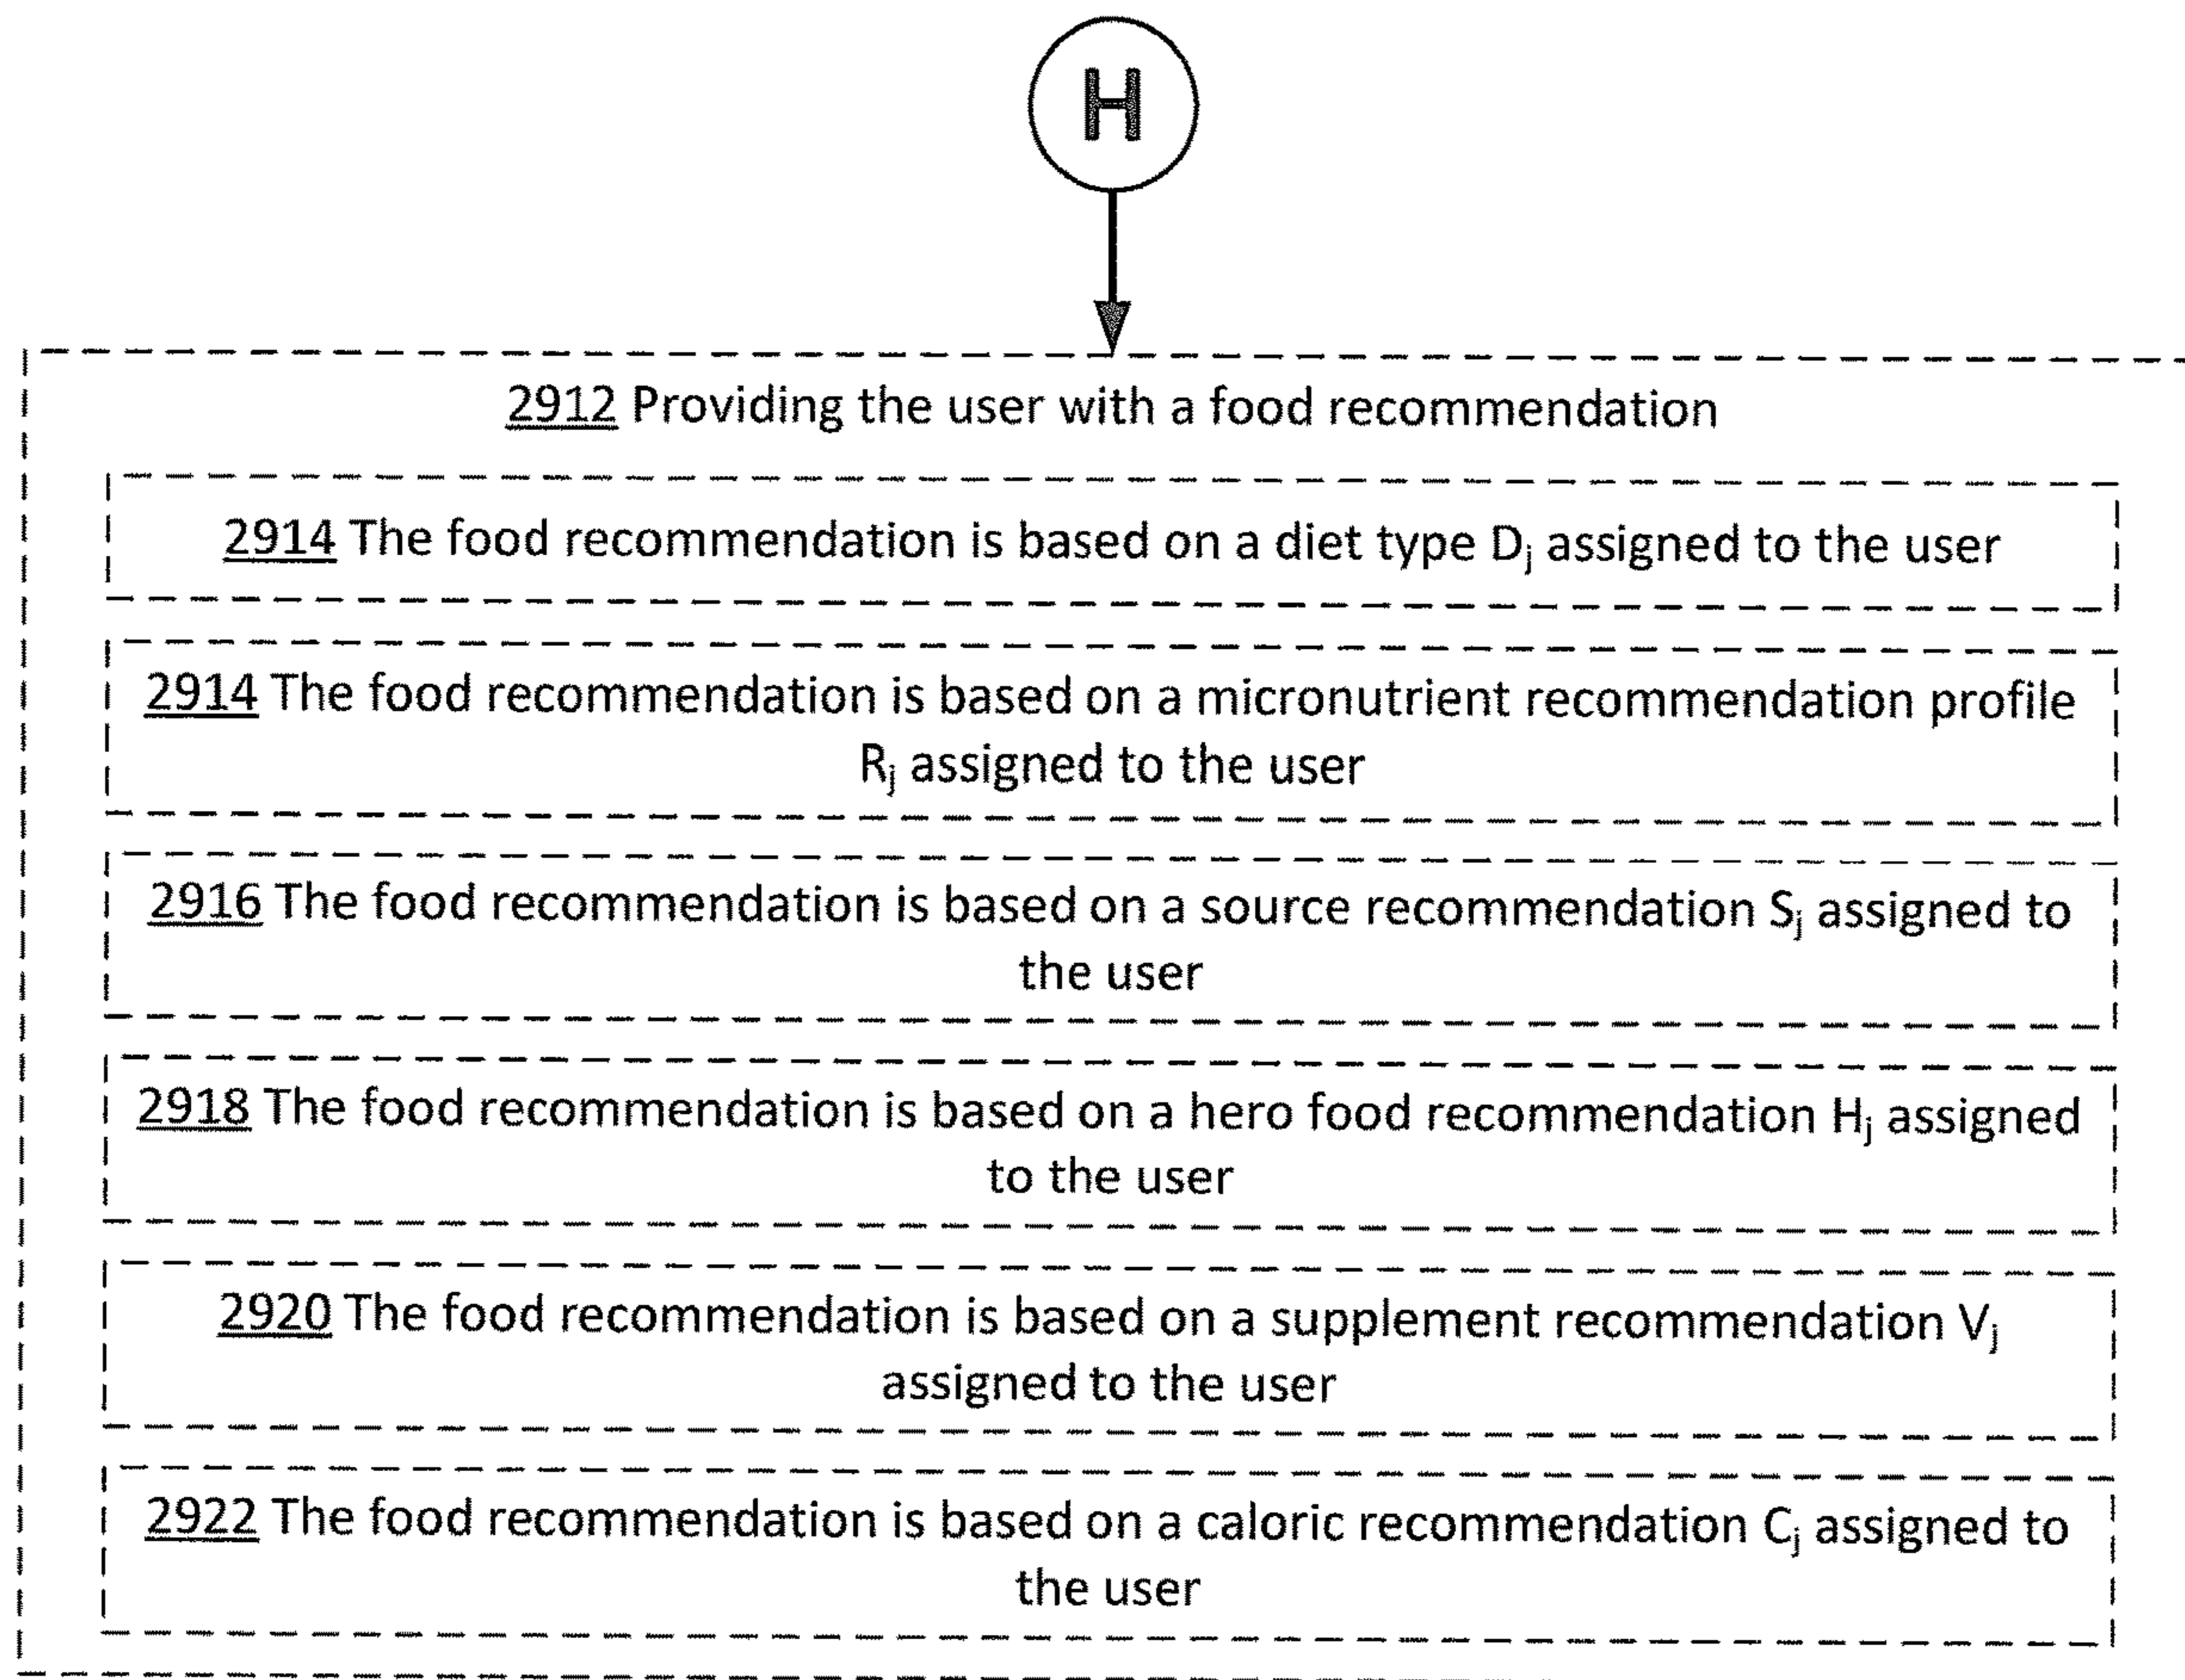 H
2912 Providing the user with a food recommendation
2914 The food recommendation is based on a diet type Dj assigned to the user
2914 The food recommendation is based on a micronutrient recommendation profile
Rj assigned to the user
2916 The food recommendation is based on a source recommendation Sj assigned to
the user
2918 The food recommendation is based on a hero food recommendation Hj assigned
to the user
2920 The food recommendation is based on a supplement recommendation Vj
assigned to the user
2922 The food recommendation is based on a caloric recommendation Cj assigned to
the user